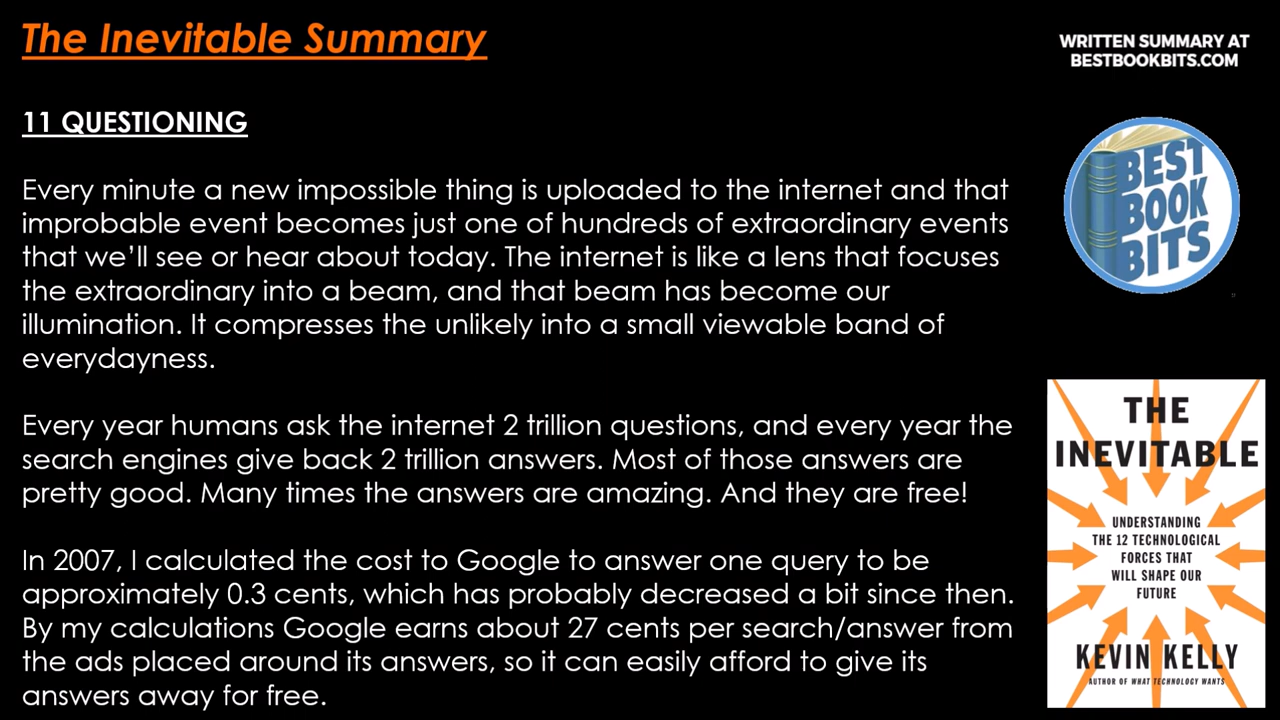 The Inevitable Summary
WRITTEN SUMMARY AT
BESTBOOKBITS.COM
11 QUESTIONING
Every minute a new impossible thing is uploaded to the internet and that
improbable event becomes just one of hundreds of extraordinary events
that we’ll see or hear about today. The internet is like a lens that focuses
the extraordinary into a beam, and that beam has become our
illumination. It compresses the unlikely into a small viewable band of
everydayness.
Every year humans ask the internet 2 trillion questions, and every year the
search engines give back 2 trillion answers. Most of those answers are
pretty good. Many times the answers are amazing. And they are free!
In 2007, I calculated the cost to Google to answer one query to be
approximately 0.3 cents, which has probably decreased a bit since then.
By my calculations Google earns about 27 cents per search/answer from
the ads placed around its answers, so it can easily afford to give its
answers away for free.
BEST
BOOK
BITS
THE
INEVITABLE
UNDERSTANDING
THE 12 TECHNOLOGICAL
FORCES THAT
WILL SHAPE OUR
FUTURE
KEVIN KELLY
AUTHOR OF WHAT TECHNOLOGY WANTS